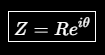 Z = Re^{iθ}